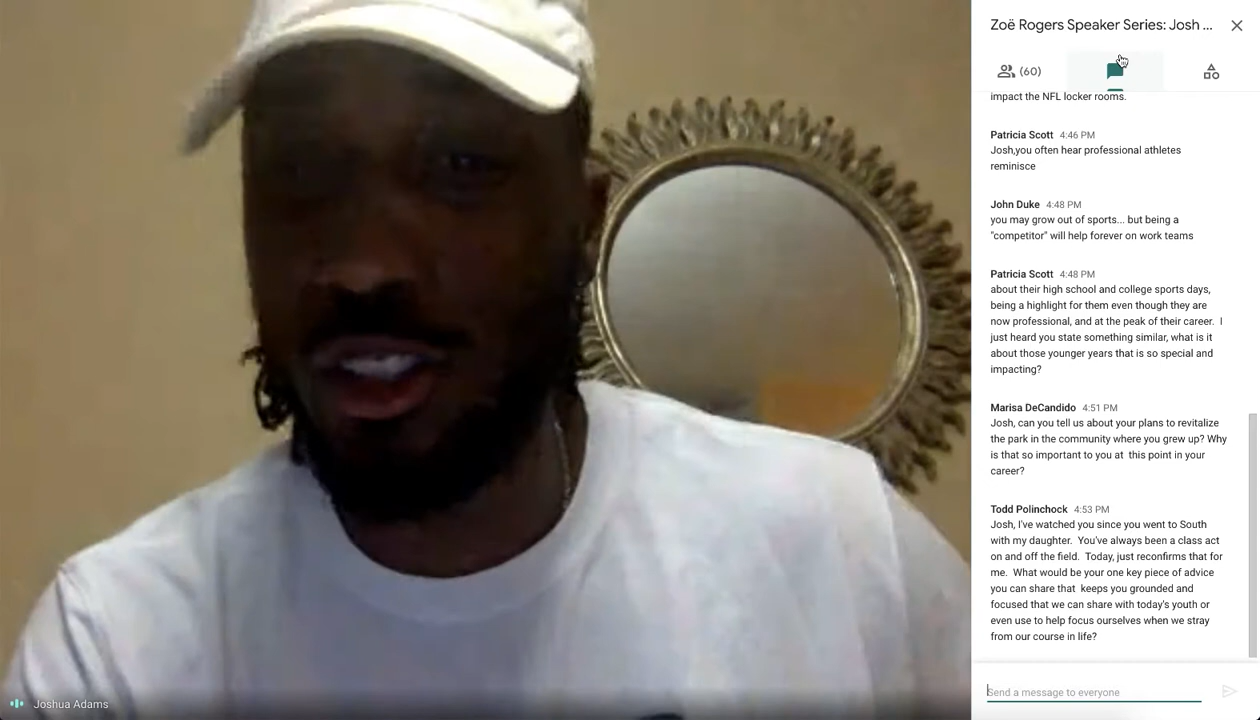 Zoë Rogers Speaker Series: Josh ...
(60)
impact the NFL locker rooms.
Patricia Scott 4:46 PM
Josh,you often hear professional athletes
reminisce
John Duke 4:48 PM
you may grow out of sports... but being a
"competitor" will help forever on work teams
Patricia Scott 4:48 PM
about their high school and college sports days,
being a highlight for them even though they are
now professional, and at the peak of their career. I
just heard you state something similar, what is it
about those younger years that is so special and
impacting?
Marisa DeCandido 4:51 PM
Josh, can you tell us about your plans to revitalize
the park in the community where you grew up? Why
is that so important to you at this point in your
career?
Todd Polinchock 4:53 PM
Josh, I've watched you since you went to South
with my daughter. You've always been a class act
on and off the field. Today, just reconfirms that for
me. What would be your one key piece of advice
you can share that keeps you grounded and
focused that we can share with today's youth or
even use to help focus ourselves when we stray
from our course in life?
Send a message to everyone
Joshua Adams